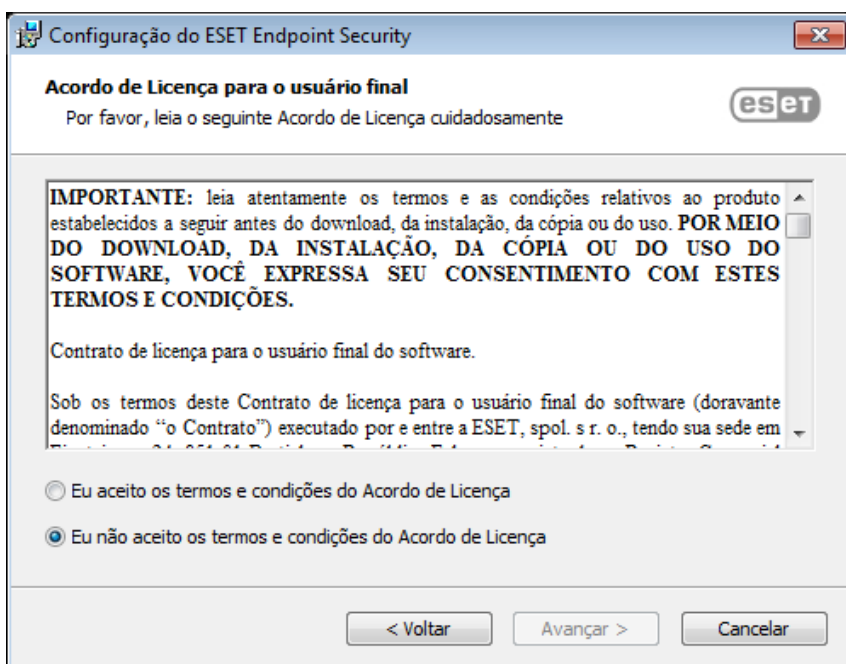 Configuração do ESET Endpoint Security
Acordo de Licença para o usuário final
Por favor, leia o seguinte Acordo de Licença cuidadosamente
eseT
IMPORTANTE: leia atentamente os termos e as condições relativos ao produto
estabelecidos a seguir antes do download, da instalação, da cópia ou do uso. POR MEIO
DO DOWNLOAD, DA INSTALAÇÃO, DA CÓPIA OU DO USO DO
SOFTWARE, VOCÊ EXPRESSA SEU CONSENTIMENTO COM ESTES
TERMOS E CONDIÇÕES.
Contrato de licença para o usuário final do software.
Sob os termos deste Contrato de licença para o usuário final do software (doravante
denominado “o Contrato”) executado por e entre a ESET, spol. s r. o., tendo sua sede em
Eu aceito os termos e condições do Acordo de Licença
Eu não aceito os termos e condições do Acordo de Licença
< Voltar
Avançar >
Cancelar